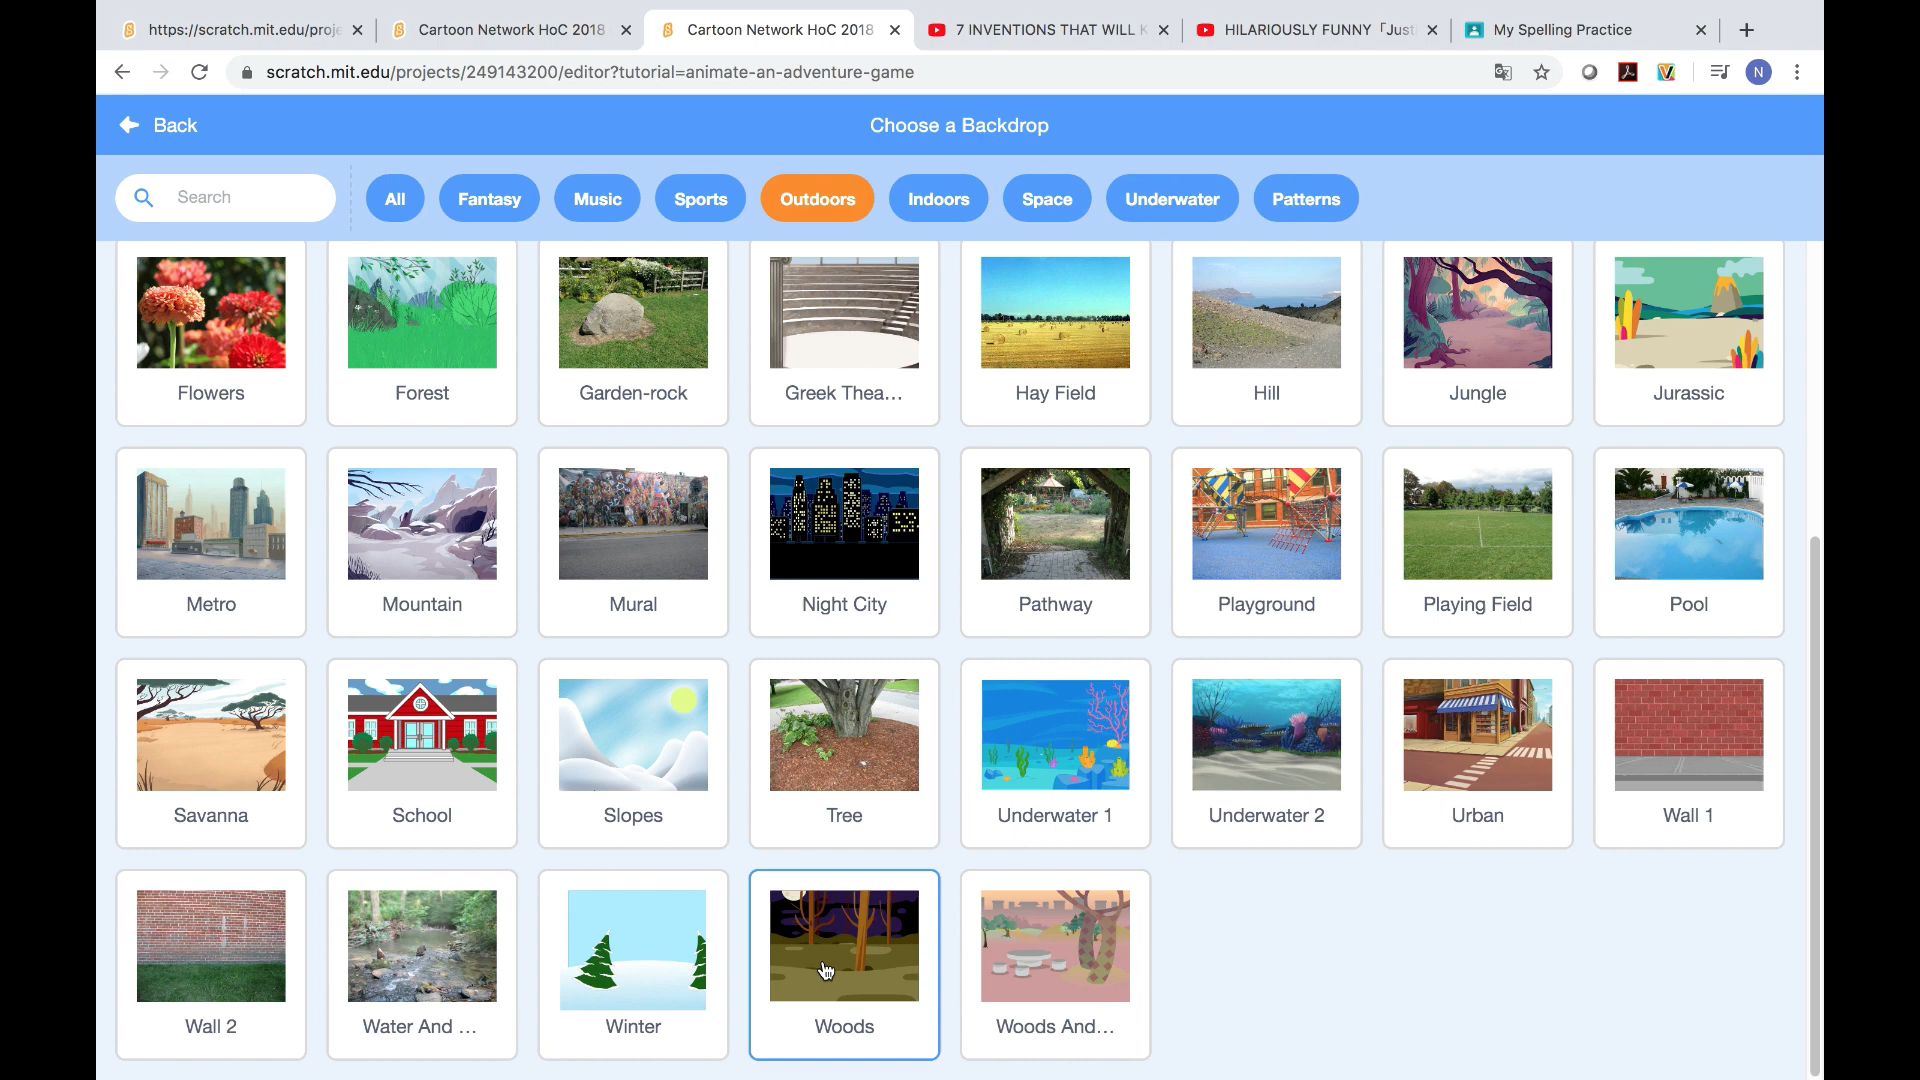 https://scratch.mit.edu/proje
Cartoon Network HoC 2018
Cartoon Network HoC 2018
7 INVENTIONS THAT WILL K
HILARIOUSLY FUNNY「Just
My Spelling Practice
scratch.mit.edu/projects/249143200/editor?tutorial=animate-an-adventure-game
N
Back
Choose a Backdrop
Search
All
Fantasy
Music
Sports
Outdoors
Indoors
Space
Underwater
Patterns
Flowers
Forest
Garden-rock
Greek Thea...
Hay Field
Hill
Jungle
Jurassic
Metro
Mountain
Mural
Night City
Pathway
Playground
Playing Field
Pool
Savanna
School
Slopes
Tree
Underwater 1
Underwater 2
Urban
Wall 1
Wall 2
Water And ...
Winter
Woods
Woods And...